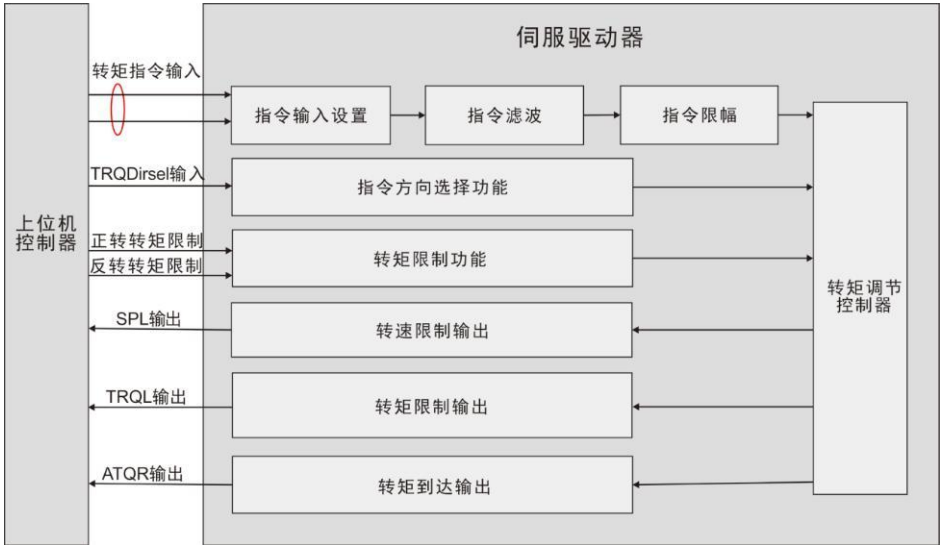 伺服驱动器
转矩指令输入
指令输入设置
指令滤波
指令限幅
TRQDirsel输入
指令方向选择功能
上位机
控制器
正转转矩限制
反转转矩限制
转矩限制功能
转矩调节
控制器
SPL输出
转速限制输出
TRQL输出
转矩限制输出
ATQR输出
转矩到达输出